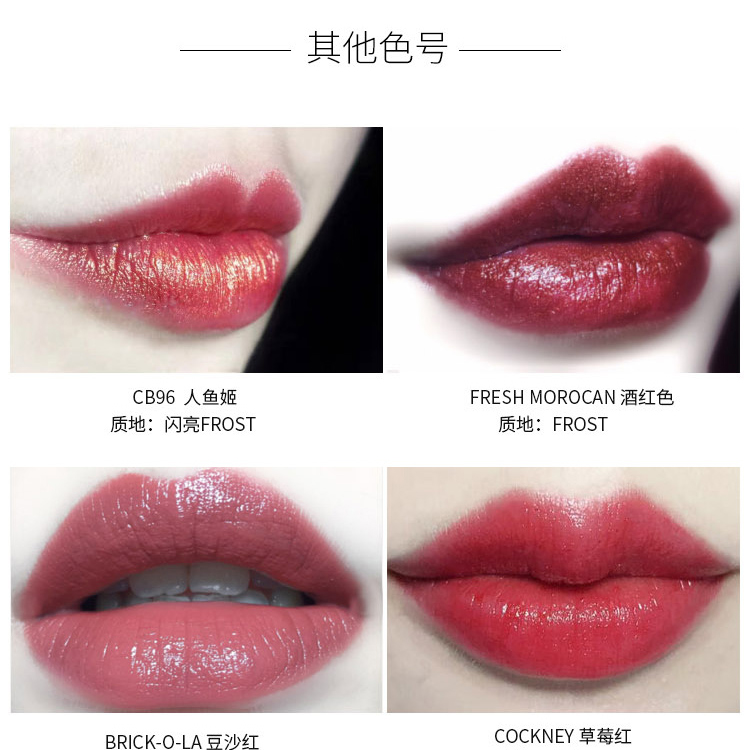 其他色号
CB96 人鱼姬
质地：闪亮FROST
FRESH MOROCAN 酒红色
质地：FROST
BRICK-O-LA 豆沙红
COCKNEY 草莓红